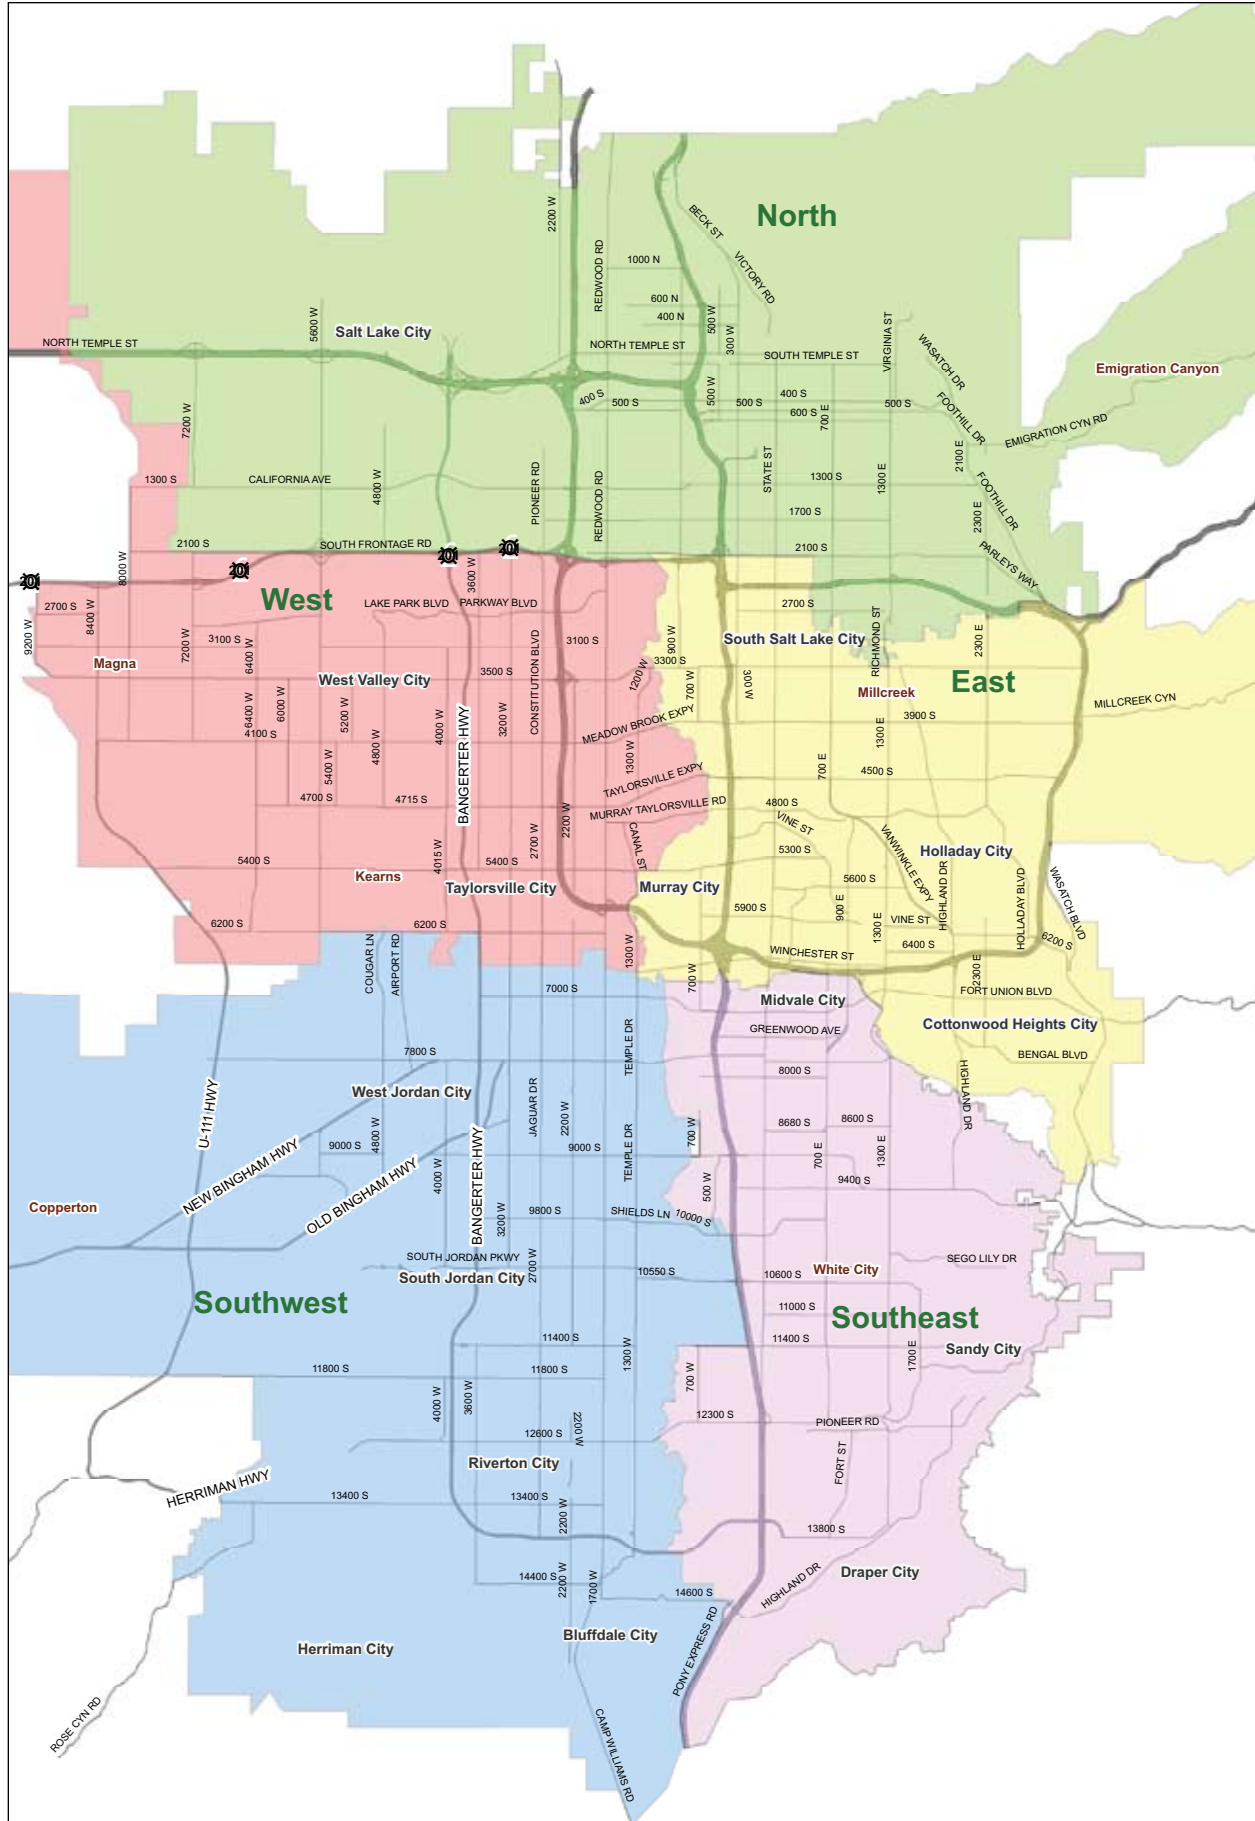 North
2200 W
REDWOOD RD
BECK ST
VICTORY RD
1000 N
600 N
400 N
500 W
300 W
5600 W
Salt Lake City
NORTH TEMPLE ST
NORTH TEMPLE ST
SOUTH TEMPLE ST
VIRGINIA ST
WASATCH DR
Emigration Canyon
500 W
400 S
500 S
500 S
400 S
600 S
700 E
500 S
FOOTHILL DR
EMIGRATION CYN RD
7200 W
2100 E
1300 S
CALIFORNIA AVE
4800 W
PIONEER RD
REDWOOD RD
STATE ST
1300 S
1300 E
FOOTHILL DR
1700 S
2300 E
2100 S
SOUTH FRONTAGE RD
2100 S
PARLEYS WAY
8000 W
3600 W
West
2700 S
8400 W
LAKE PARK BLVD
PARKWAY BLVD
2700 S
9200 W
7200 W
3100 S
6400 W
CONSTITUTION BLVD
3100 S
900 W
South Salt Lake City
RICHMOND ST
2300 E
Magna
3300 S
West Valley City
3500 S
1200 W
700 W
300 W
Millcreek
East
MILLCREEK CYN
6400 W
6000 W
5200 W
4000 W
3200 W
MEADOW BROOK EXPY
3900 S
1300 E
4100 S
4800 W
BANGERTER HWY
1300 W
5400 W
TAYLORSVILLE EXPY
700 E
4500 S
4700 S
4715 S
2200 W
MURRAY TAYLORSVILLE RD
4800 S
VINE ST
VANWINKLE EXPY
2700 W
CANAL ST
5300 S
Holladay City
5400 S
4015 W
5400 S
Kearns
Taylorsville City
Murray City
5600 S
HIGHLAND DR
HOLLADAY BLVD
WASATCH BLVD
6200 S
6200 S
5900 S
900 E
1300 E
VINE ST
6400 S
6200 S
COUGAR LN
AIRPORT RD
1300 W
700 W
WINCHESTER ST
2300 E
7000 S
Midvale City
FORT UNION BLVD
GREENWOOD AVE
Cottonwood Heights City
TEMPLE DR
7800 S
BENGAL BLVD
8000 S
HIGHLAND DR
U-111 HWY
West Jordan City
JAGUAR DR
2200 W
8680 S
8600 S
9000 S
4800 W
9000 S
TEMPLE DR
700 W
700 E
1300 E
NEW BINGHAM HWY
4000 W
BANGERTER HWY
500 W
9400 S
Copperton
OLD BINGHAM HWY
3200 W
9800 S
SHIELDS LN
10000 S
SOUTH JORDAN PKWY
2700 W
SEGO LILY DR
South Jordan City
10550 S
10600 S
White City
Southwest
11000 S
Southeast
11400 S
1300 W
11400 S
1700 E
Sandy City
11800 S
11800 S
700 W
4000 W
3600 W
2200 W
12300 S
PIONEER RD
12600 S
Riverton City
FORT ST
HERRIMAN HWY
13400 S
13400 S
2200 W
13800 S
14400 S
2200 W
1700 W
14600 S
HIGHLAND DR
Draper City
Bluffdale City
Herriman City
PONY EXPRESS RD
CAMP WILLIAMS RD
ROSE CYN RD